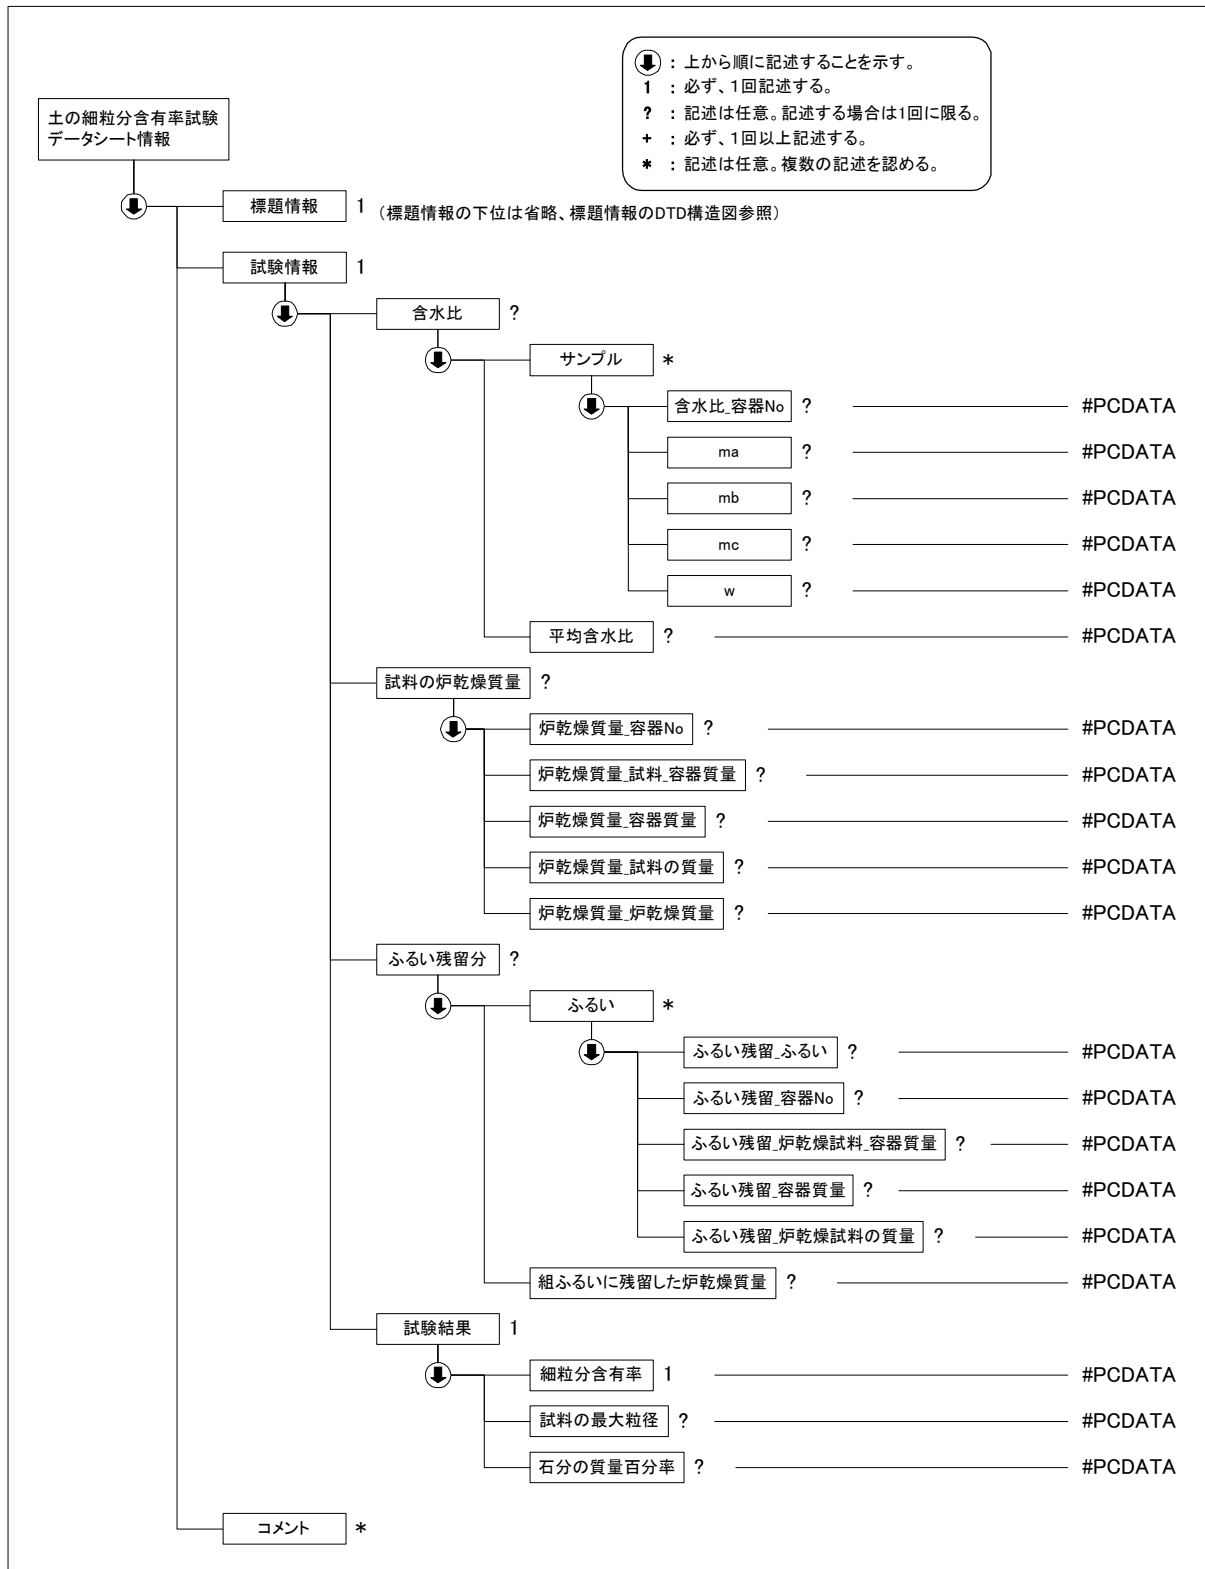 ： 上から順に記述することを示す。
1 ： 必ず、1回記述する。
? ： 記述は任意。記述する場合は1回に限る。
+ ： 必ず、1回以上記述する。
* ： 記述は任意。複数の記述を認める。
土の細粒分含有率試験
データシート情報
標題情報 1 （標題情報の下位は省略、標題情報のDTD構造図参照）
試験情報 1
含水比 ?
サンプル *
含水比_容器No ? #PCDATA
ma ? #PCDATA
mb ? #PCDATA
mc ? #PCDATA
w ? #PCDATA
平均含水比 ? #PCDATA
試料の炉乾燥質量 ?
炉乾燥質量_容器No ? #PCDATA
炉乾燥質量_試料_容器質量 ? #PCDATA
炉乾燥質量_容器質量 ? #PCDATA
炉乾燥質量_試料の質量 ? #PCDATA
炉乾燥質量_炉乾燥質量 ? #PCDATA
ふるい残留分 ?
ふるい *
ふるい残留_ふるい ? #PCDATA
ふるい残留_容器No ? #PCDATA
ふるい残留_炉乾燥試料_容器質量 ? #PCDATA
ふるい残留_容器質量 ? #PCDATA
ふるい残留_炉乾燥試料の質量 ? #PCDATA
組ふるいに残留した炉乾燥質量 ? #PCDATA
試験結果 1
細粒分含有率 1 #PCDATA
試料の最大粒径 ? #PCDATA
石分の質量百分率 ? #PCDATA
コメント *